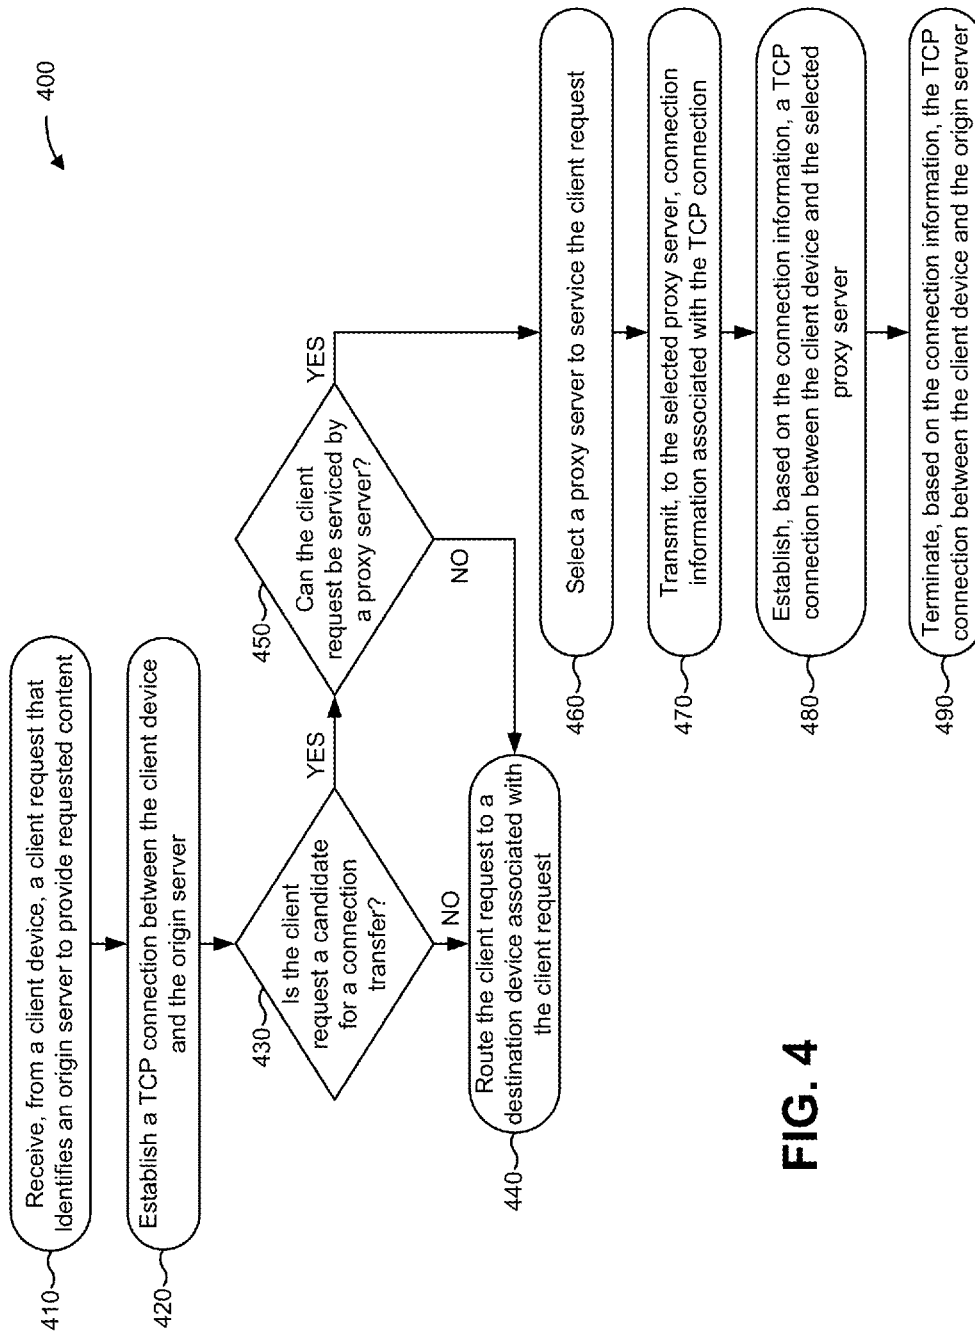 400
410
Receive, from a client device, a client request that
Identifies an origin server to provide requested content
420
Establish a TCP connection between the client device
and the origin server
430
Is the client
request a candidate
for a connection
transfer?
YES
NO
440
Route the client request to a
destination device associated with
the client request
450
Can the client
request be serviced by
a proxy server?
YES
NO
460
Select a proxy server to service the client request
470
Transmit, to the selected proxy server, connection
information associated with the TCP connection
480
Establish, based on the connection information, a TCP
connection between the client device and the selected
proxy server
490
Terminate, based on the connection information, the TCP
connection between the client device and the origin server
FIG. 4